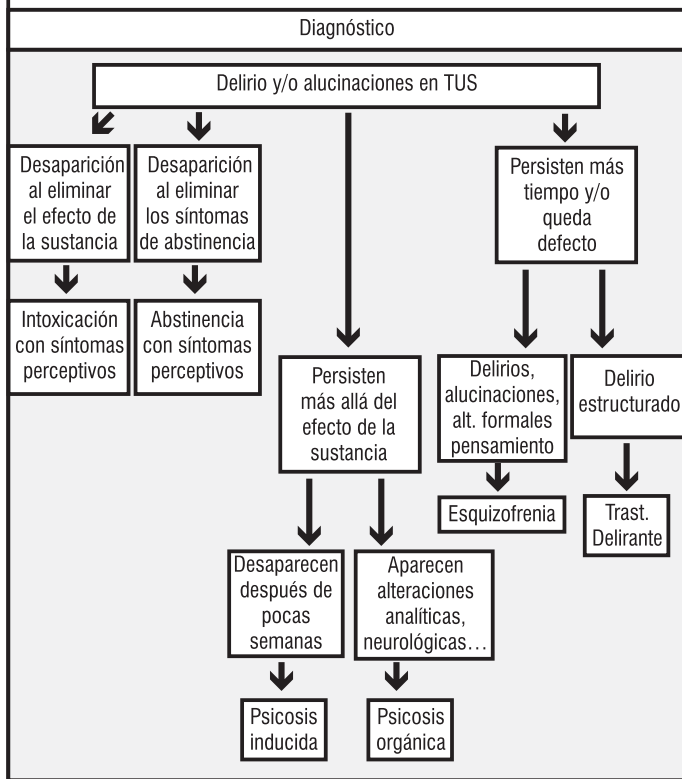 Diagnóstico
Delirio y/o alucinaciones en TUS
Desaparición
al eliminar
el efecto de
la sustancia
Desaparición
al eliminar
los síntomas
de abstinencia
Persisten más
tiempo y/o
queda
defecto
Intoxicación
con síntomas
perceptivos
Abstinencia
con síntomas
perceptivos
Persisten
más allá del
efecto de la
sustancia
Delirios,
alucinaciones,
alt. formales
pensamiento
Delirio
estructurado
Esquizofrenia
Trast.
Delirante
Desaparecen
después de
pocas
semanas
Aparecen
alteraciones
analíticas,
neurológicas...
Psicosis
inducida
Psicosis
orgánica